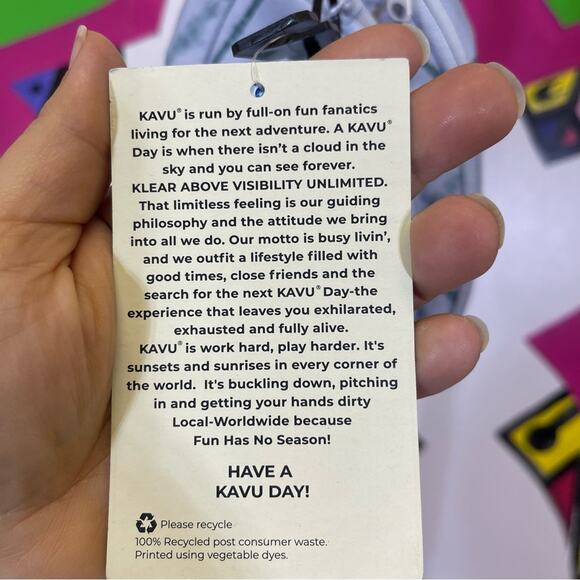 KAVU® is run by full-on fun fanatics
living for the next adventure. A KAVU®
Day is when there isn't a cloud in the
sky and you can see forever.
KLEAR ABOVE VISIBILITY UNLIMITED.
That limitless feeling is our guiding
philosophy and the attitude we bring
into all we do. Our motto is busy livin',
and we outfit a lifestyle filled with
good times, close friends and the
search for the next KAVU® Day-the
experience that leaves you exhilarated,
exhausted and fully alive.
KAVU® is work hard, play harder. It's
sunsets and sunrises in every corner of
the world. It's buckling down, pitching
in and getting your hands dirty
Local-Worldwide because
Fun Has No Season!
HAVE A
KAVU DAY!
Please recycle
100% Recycled post consumer waste.
Printed using vegetable dyes.